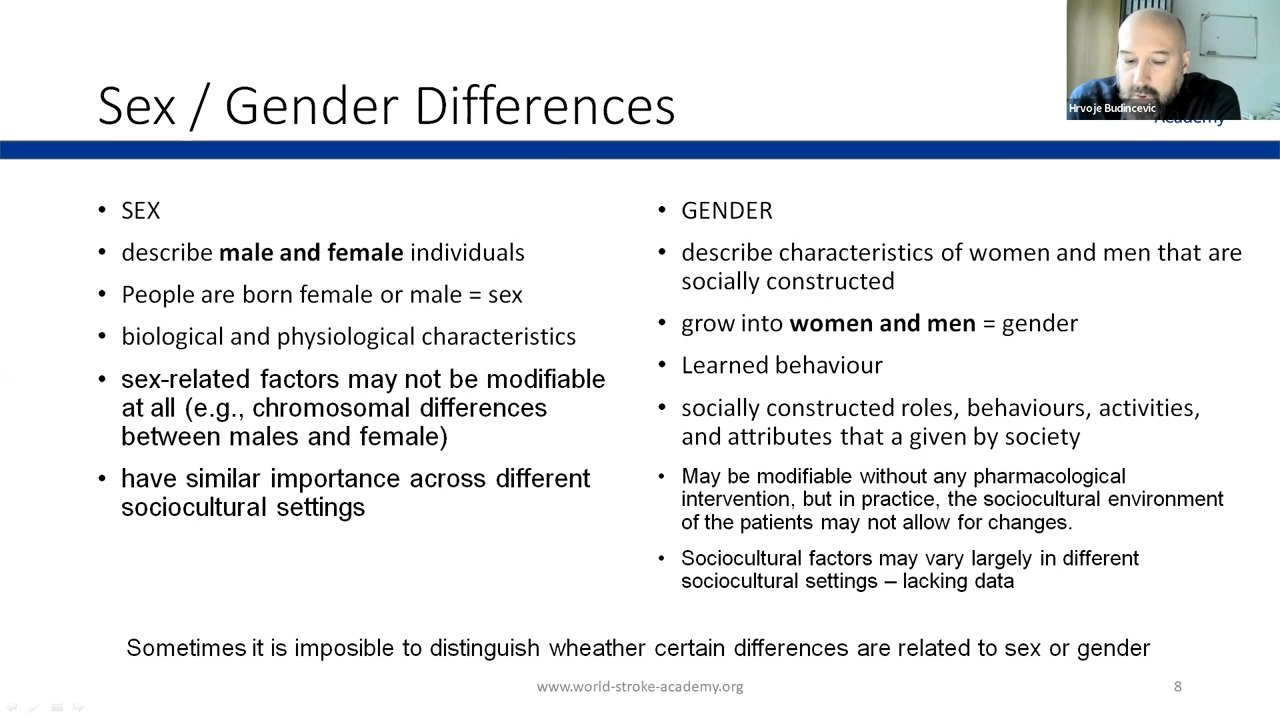 Sex / Gender Differences
Hrvoje Budincevic
Academy
• SEX
• describe male and female individuals
• People are born female or male = sex
• biological and physiological characteristics
• sex-related factors may not be modifiable
at all (e.g., chromosomal differences
between males and female)
• have similar importance across different
sociocultural settings
• GENDER
• describe characteristics of women and men that are
socially constructed
• grow into women and men = gender
• Learned behaviour
• socially constructed roles, behaviours, activities,
and attributes that a given by society
• May be modifiable without any pharmacological
intervention, but in practice, the sociocultural environment
of the patients may not allow for changes.
• Sociocultural factors may vary largely in different
sociocultural settings – lacking data
Sometimes it is imposible to distinguish wheather certain differences are related to sex or gender
www.world-stroke-academy.org
8